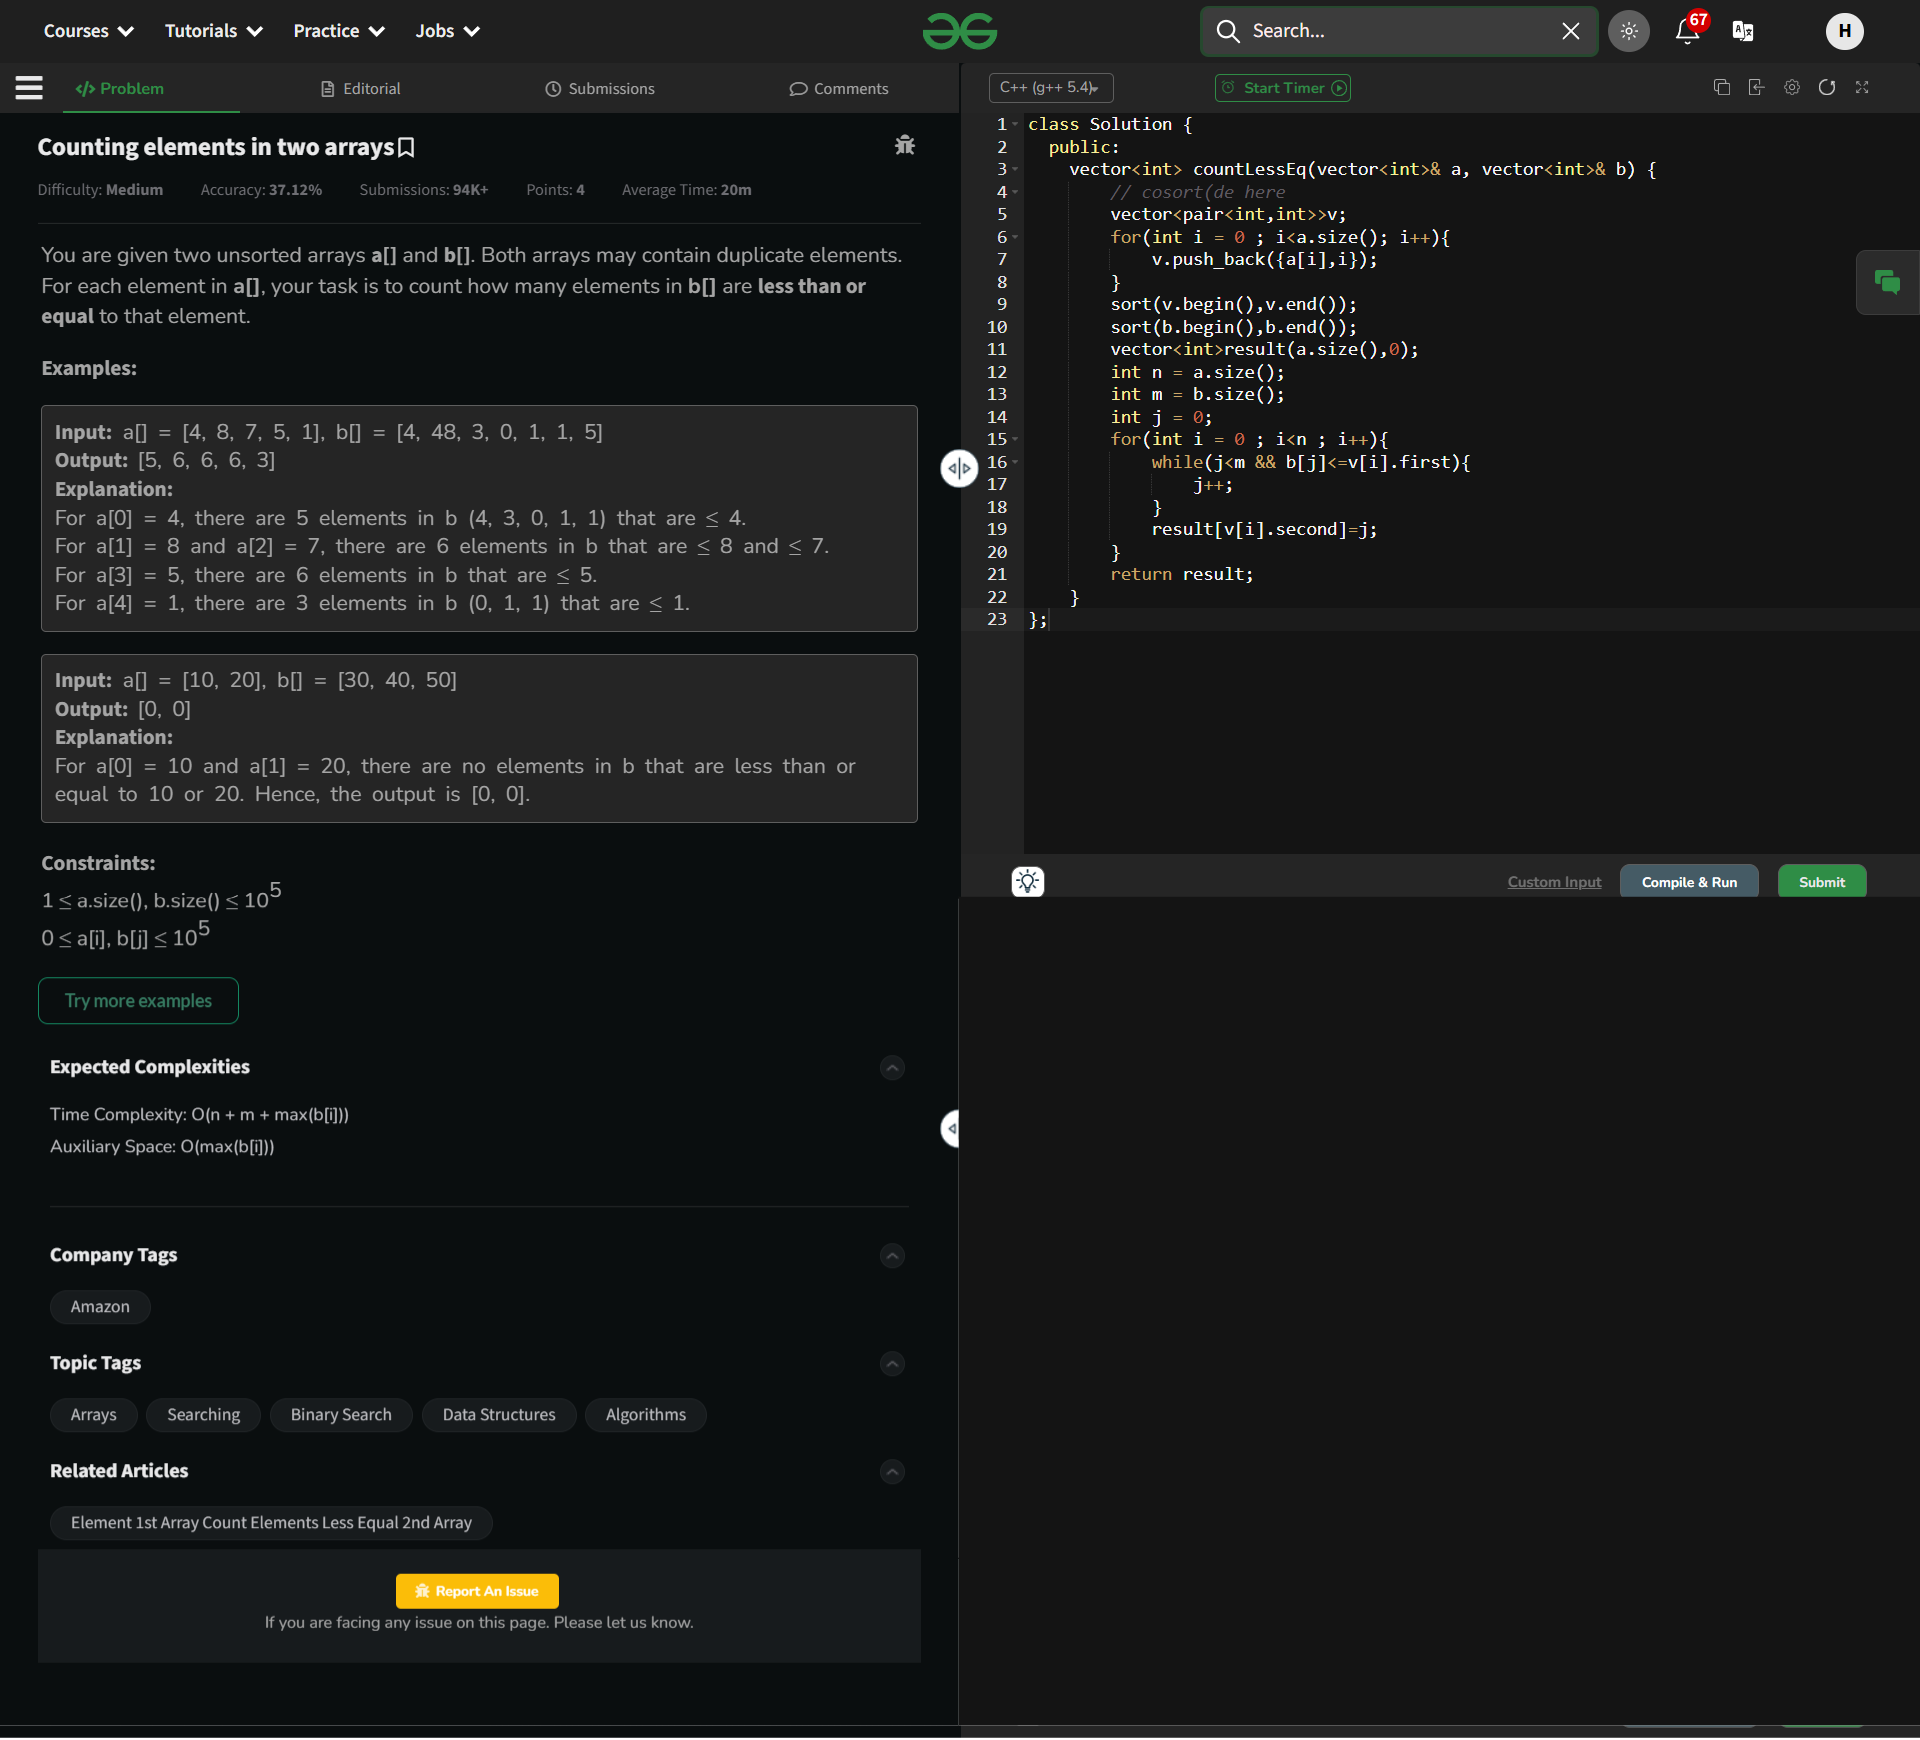 Courses Tutorials Practice Jobs
Search...
67
H
</> Problem Editorial Submissions Comments
Counting elements in two arrays
Difficulty: Medium Accuracy: 37.12% Submissions: 94K+ Points: 4 Average Time: 20m
You are given two unsorted arrays a[] and b[]. Both arrays may contain duplicate elements.
For each element in a[], your task is to count how many elements in b[] are less than or
equal to that element.
Examples:
Input: a[] = [4, 8, 7, 5, 1], b[] = [4, 48, 3, 0, 1, 1, 5]
Output: [5, 6, 6, 6, 3]
Explanation:
For a[0] = 4, there are 5 elements in b (4, 3, 0, 1, 1) that are ≤ 4.
For a[1] = 8 and a[2] = 7, there are 6 elements in b that are ≤ 8 and ≤ 7.
For a[3] = 5, there are 6 elements in b that are ≤ 5.
For a[4] = 1, there are 3 elements in b (0, 1, 1) that are ≤ 1.
Input: a[] = [10, 20], b[] = [30, 40, 50]
Output: [0, 0]
Explanation:
For a[0] = 10 and a[1] = 20, there are no elements in b that are less than or
equal to 10 or 20. Hence, the output is [0, 0].
Constraints:
1 ≤ a.size(), b.size() ≤ 10^5
0 ≤ a[i], b[j] ≤ 10^5
Try more examples
Expected Complexities
Time Complexity: O(n + m + max(b[i]))
Auxiliary Space: O(max(b[i]))
Company Tags
Amazon
Topic Tags
Arrays Searching Binary Search Data Structures Algorithms
Related Articles
Element 1st Array Count Elements Less Equal 2nd Array
Report An Issue
If you are facing any issue on this page. Please let us know.
C++ (g++ 5.4) Start Timer
1 class Solution {
2 public:
3 vector<int> countLessEq(vector<int>& a, vector<int>& b) {
4 // cosort(de here
5 vector<pair<int,int>>v;
6 for(int i = 0 ; i<a.size(); i++){
7 v.push_back({a[i],i});
8 }
9 sort(v.begin(),v.end());
10 sort(b.begin(),b.end());
11 vector<int>result(a.size(),0);
12 int n = a.size();
13 int m = b.size();
14 int j = 0;
15 for(int i = 0 ; i<n ; i++){
16 while(j<m && b[j]<=v[i].first){
17 j++;
18 }
19 result[v[i].second]=j;
20 }
21 return result;
22 }
23 };
Custom Input Compile & Run Submit